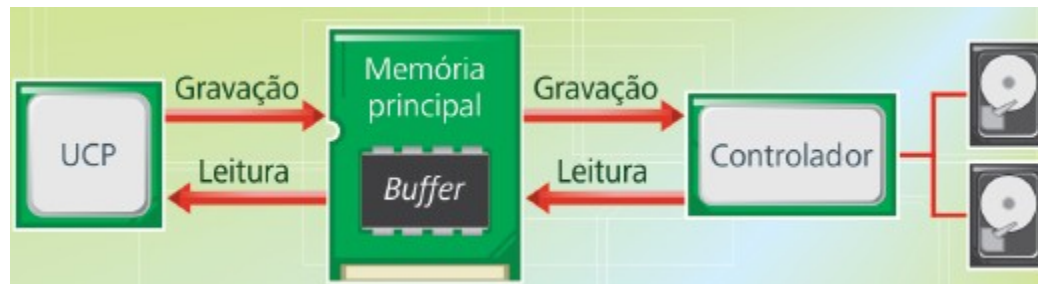 UCP
Gravação
Leitura
Memória
principal
Buffer
Gravação
Leitura
Controlador